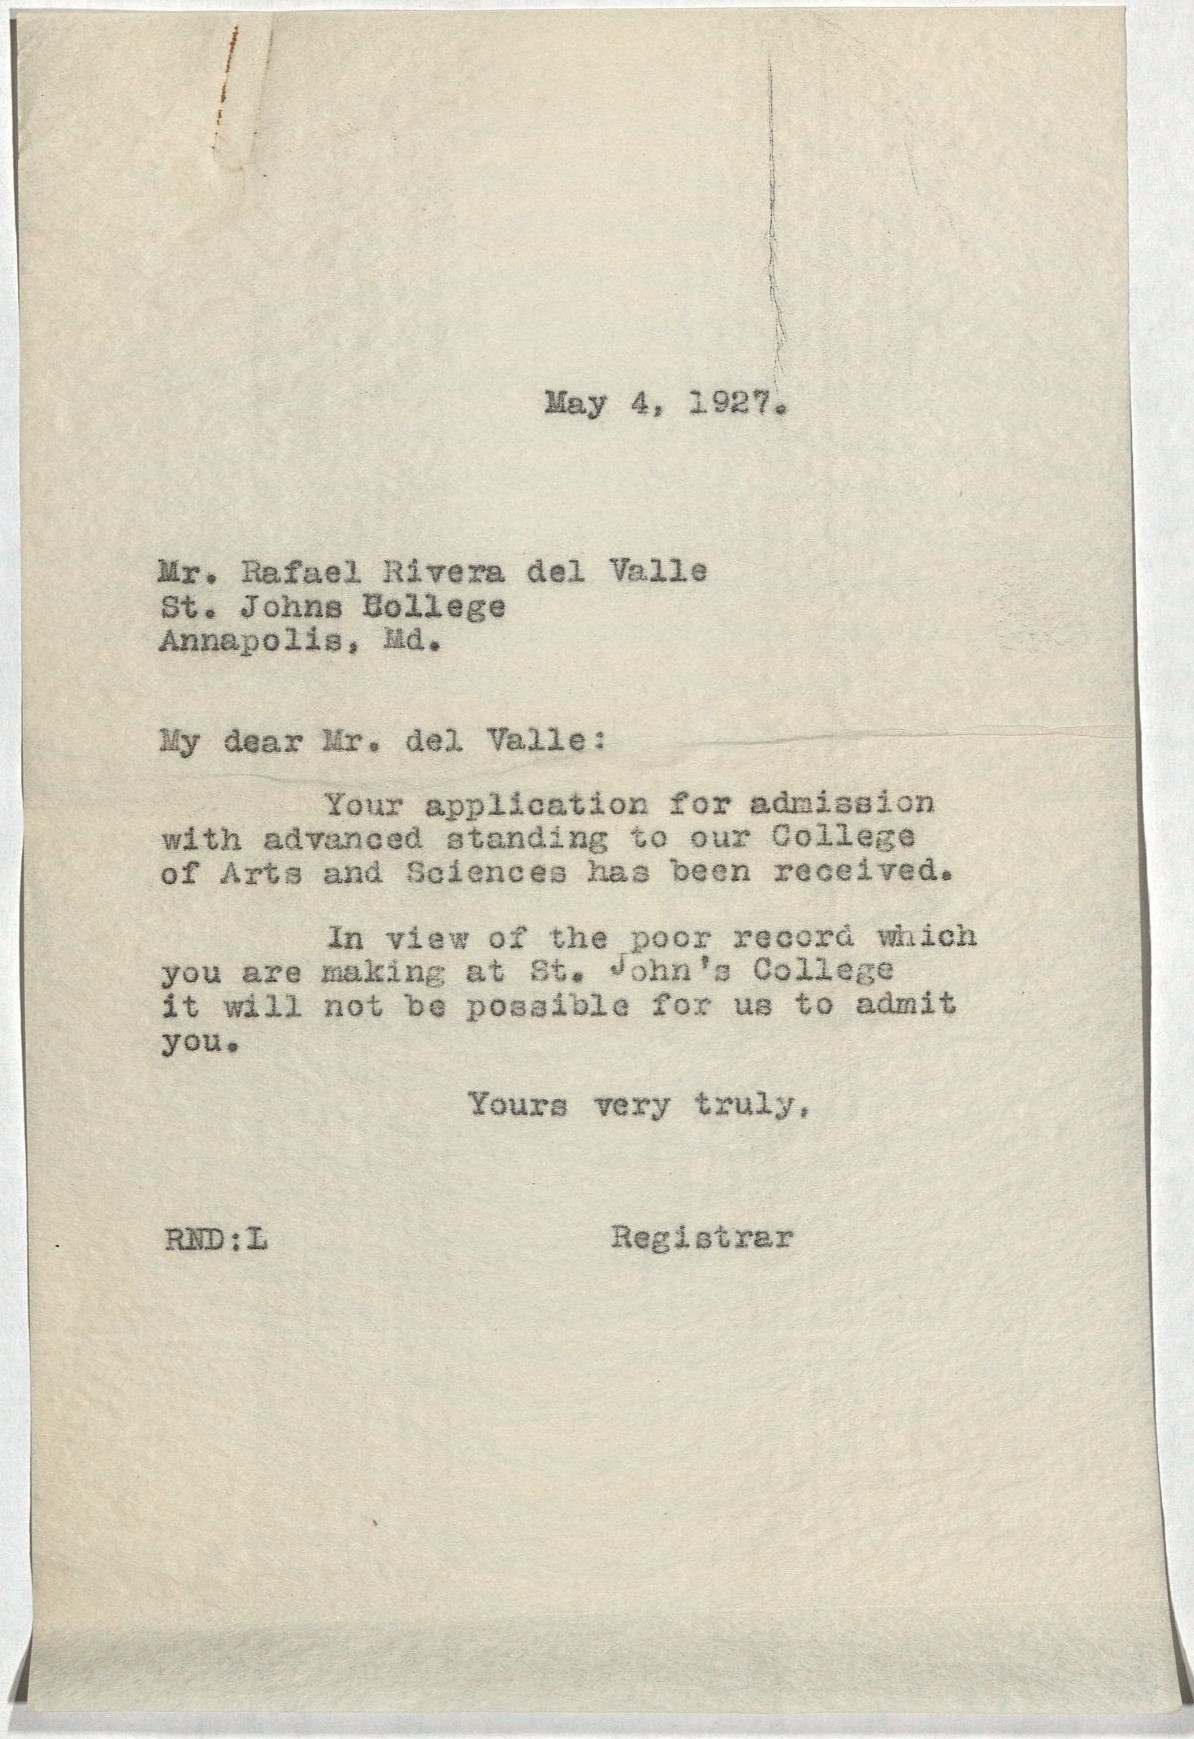 May 4, 1927.
Mr. Rafael Rivera del Valle
St. Johns College
Annapolis, Md.
My dear Mr. del Valle:
Your application for admission
with advanced standing to our College
of Arts and Sciences has been received.
In view of the poor record which
you are making at St. John's College
it will not be possible for us to admit
you.
Yours very truly,
RND:L Registrar